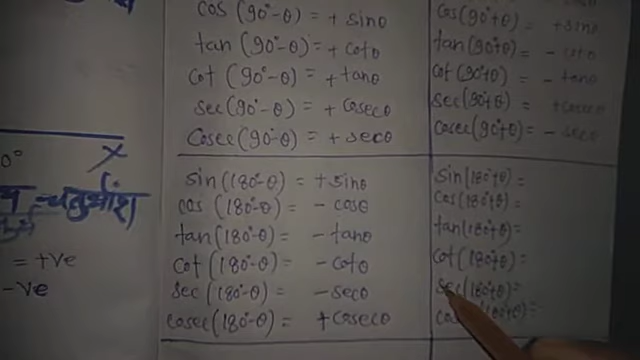 cos (90°-θ) = + sinθ
tan (90°-θ) = + cotθ
cot (90°-θ) = + tanθ
sec (90°-θ) = + cosecθ
Cosec (90°-θ) = + secθ
cos(90°+θ) = + sinθ
tan(90°+θ) = - cotθ
cot (90°+θ) = - tanθ
sec(90°+θ) = + cosecθ
cosec(90°+θ) = - secθ
0°
X
चतुर्थांश
= +ve
-ve
sin (180°-θ) = + sinθ
cos (180°-θ) = - cosθ
tan (180°-θ) = - tanθ
cot (180°-θ) = - cotθ
sec (180°-θ) = - secθ
cosec (180°-θ) = + cosecθ
sin(180°+θ) =
cos(180°+θ) =
tan(180°+θ) =
cot(180°+θ) =
sec(180°+θ) =
(180°+θ) =